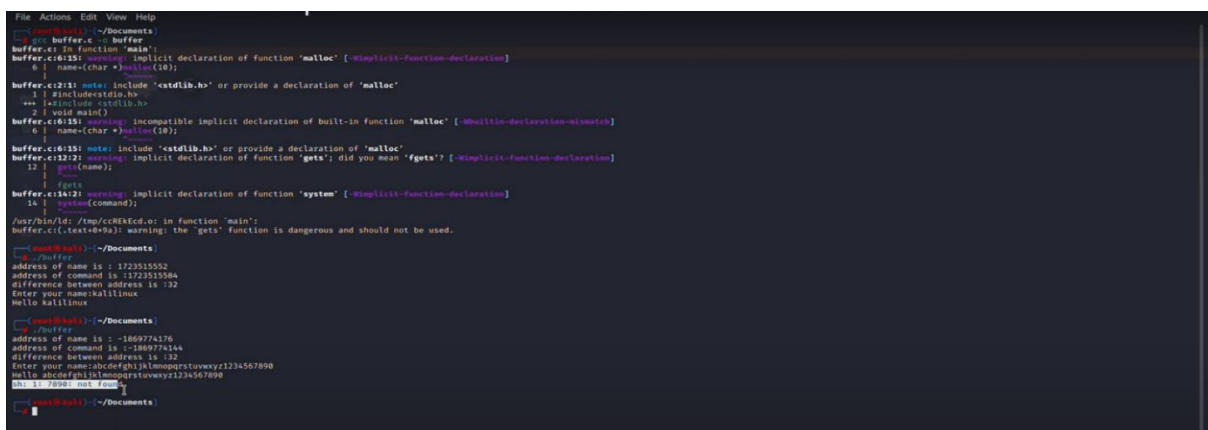 File Actions Edit View Help
┌──(root㉿kali)-[~/Documents]
└─# gcc buffer.c -o buffer
buffer.c: In function ‘main’:
buffer.c:6:15: warning: implicit declaration of function ‘malloc’ [-Wimplicit-function-declaration]
6 | name=(char *)malloc(10);
| ^~~~~~
buffer.c:2:1: note: include ‘<stdlib.h>’ or provide a declaration of ‘malloc’
1 | #include<stdio.h>
+++ |+#include <stdlib.h>
2 | void main()
buffer.c:6:15: warning: incompatible implicit declaration of built-in function ‘malloc’ [-Wbuiltin-declaration-mismatch]
6 | name=(char *)malloc(10);
| ^~~~~~
buffer.c:6:15: note: include ‘<stdlib.h>’ or provide a declaration of ‘malloc’
buffer.c:12:2: warning: implicit declaration of function ‘gets’; did you mean ‘fgets’? [-Wimplicit-function-declaration]
12 | gets(name);
| ^~~~
| fgets
buffer.c:14:2: warning: implicit declaration of function ‘system’ [-Wimplicit-function-declaration]
14 | system(command);
| ^~~~~~
/usr/bin/ld: /tmp/ccREkEcd.o: in function `main':
buffer.c:(.text+0×9a): warning: the `gets' function is dangerous and should not be used.
┌──(root㉿kali)-[~/Documents]
└─# ./buffer
address of name is : 1723515552
address of command is :1723515584
difference between address is :32
Enter your name:kalilinux
Hello kalilinux
┌──(root㉿kali)-[~/Documents]
└─# ./buffer
address of name is : -1869774176
address of command is :-1869774144
difference between address is :32
Enter your name:abcdefghijklmnopqrstuvwxyz1234567890
Hello abcdefghijklmnopqrstuvwxyz1234567890
sh: 1: 7890: not found
┌──(root㉿kali)-[~/Documents]
└─#